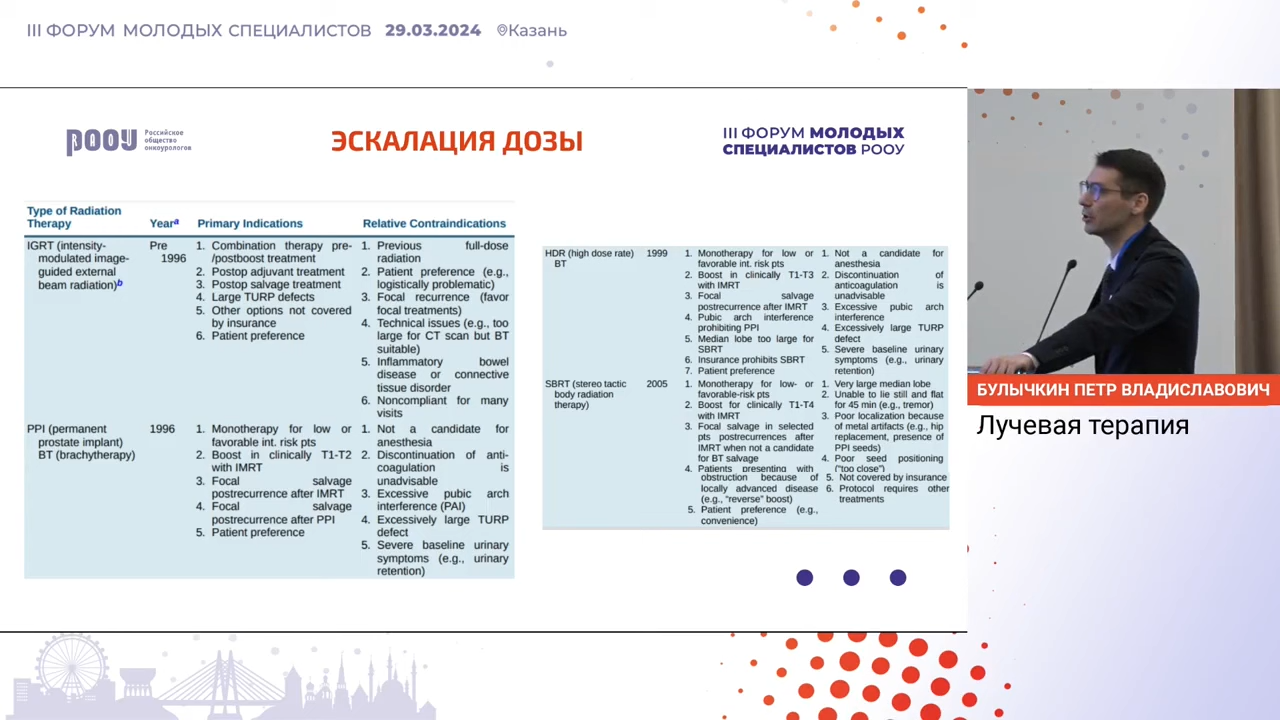 III ФОРУМ МОЛОДЫХ СПЕЦИАЛИСТОВ 29.03.2024 Казань
РООУ
Российское
общество
онкоурологов
ЭСКАЛАЦИЯ ДОЗЫ
III ФОРУМ МОЛОДЫХ
СПЕЦИАЛИСТОВ РООУ
Type of Radiation
Therapy
Yearᵃ
Primary Indications
Relative Contraindications
IGRT (intensity-
modulated image-
guided external
beam radiation)ᵇ
Pre
1996
1. Combination therapy pre-
/postboost treatment
2. Postop adjuvant treatment
3. Postop salvage treatment
4. Large TURP defects
5. Other options not covered
by insurance
6. Patient preference
1. Previous full-dose
radiation
2. Patient preference (e.g.,
logistically problematic)
3. Focal recurrence (favor
focal treatments)
4. Technical issues (e.g., too
large for CT scan but BT
suitable)
5. Inflammatory bowel
disease or connective
tissue disorder
6. Noncompliant for many
visits
PPI (permanent
prostate implant)
BT (brachytherapy)
1996
1. Monotherapy for low or
favorable int. risk pts
2. Boost in clinically T1-T2
with IMRT
3. Focal salvage
postrecurrence after IMRT
4. Focal salvage
postrecurrence after PPI
5. Patient preference
1. Not a candidate for
anesthesia
2. Discontinuation of anti-
coagulation is
unadvisable
3. Excessive pubic arch
interference (PAI)
4. Excessively large TURP
defect
5. Severe baseline urinary
symptoms (e.g., urinary
retention)
HDR (high dose rate)
BT
1999
1. Monotherapy for low or
favorable int. risk pts
2. Boost in clinically T1-T3
with IMRT
3. Focal salvage
postrecurrence after IMRT
4. Pubic arch interference
prohibiting PPI
5. Median lobe too large for
SBRT
6. Insurance prohibits SBRT
7. Patient preference
1. Not a candidate for
anesthesia
2. Discontinuation of
anticoagulation is
unadvisable
3. Excessive pubic arch
interference
4. Excessively large TURP
defect
5. Severe baseline urinary
symptoms (e.g., urinary
retention)
SBRT (stereo tactic
body radiation
therapy)
2005
1. Monotherapy for low- or
favorable-risk pts
2. Boost for clinically T1-T4
with IMRT
3. Focal salvage in selected
pts postrecurrences after
IMRT when not a candidate
for BT salvage
4. Patients presenting with
obstruction because of
locally advanced disease
(e.g., “reverse” boost)
5. Patient preference (e.g.,
convenience)
1. Very large median lobe
2. Unable to lie still and flat
for 45 min (e.g., tremor)
3. Poor localization because
of metal artifacts (e.g., hip
replacement, presence of
PPI seeds)
4. Poor seed positioning
(“too close”)
5. Not covered by insurance
6. Protocol requires other
treatments
БУЛЫЧКИН ПЕТР ВЛАДИСЛАВОВИЧ
Лучевая терапия